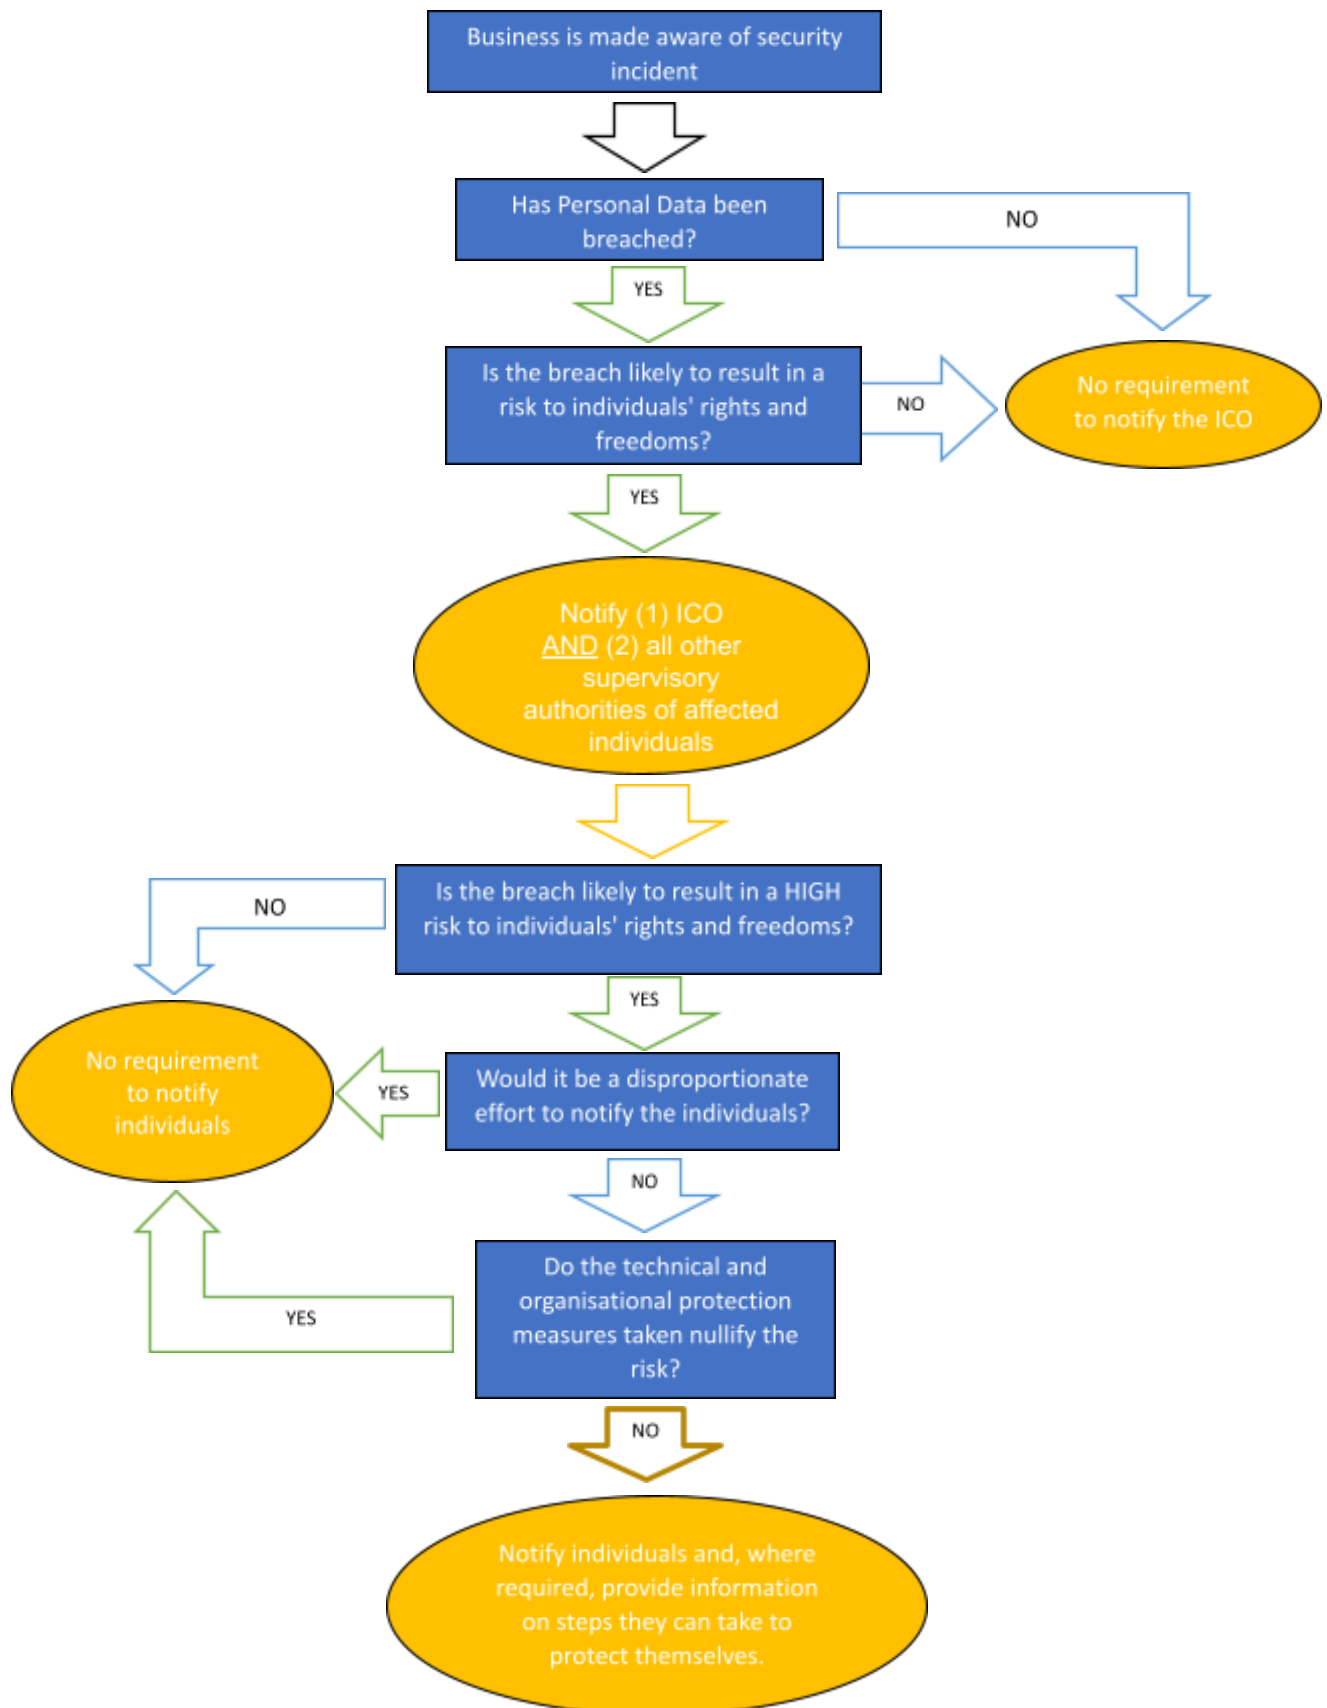 Business is made aware of security
incident
Has Personal Data been
breached?
NO
YES
Is the breach likely to result in a
risk to individuals' rights and
freedoms?
NO
No requirement
to notify the ICO
YES
Notify (1) ICO
AND (2) all other
supervisory
authorities of affected
individuals
Is the breach likely to result in a HIGH
risk to individuals' rights and freedoms?
NO
YES
No requirement
to notify
individuals
YES
Would it be a disproportionate
effort to notify the individuals?
NO
Do the technical and
organisational protection
measures taken nullify the
risk?
YES
NO
Notify individuals and, where
required, provide information
on steps they can take to
protect themselves.